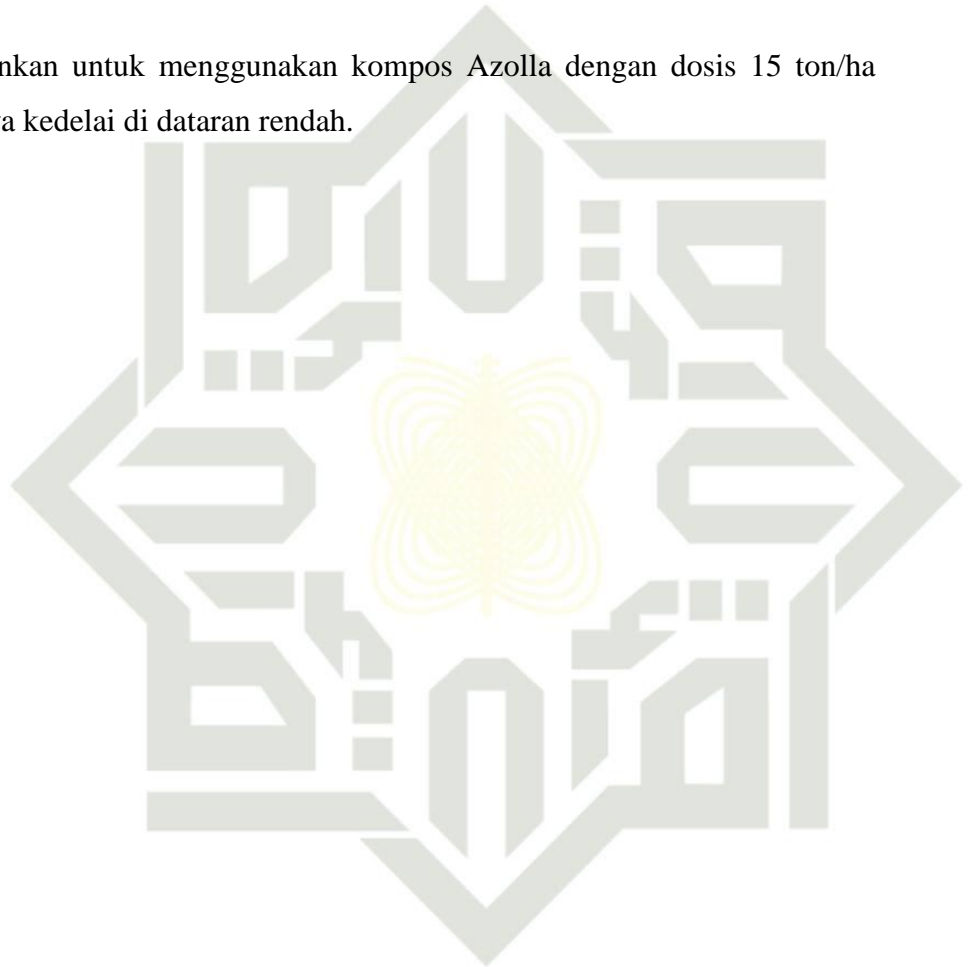 nkan untuk menggunakan kompos Azolla dengan dosis 15 ton/ha
a kedelai di dataran rendah.